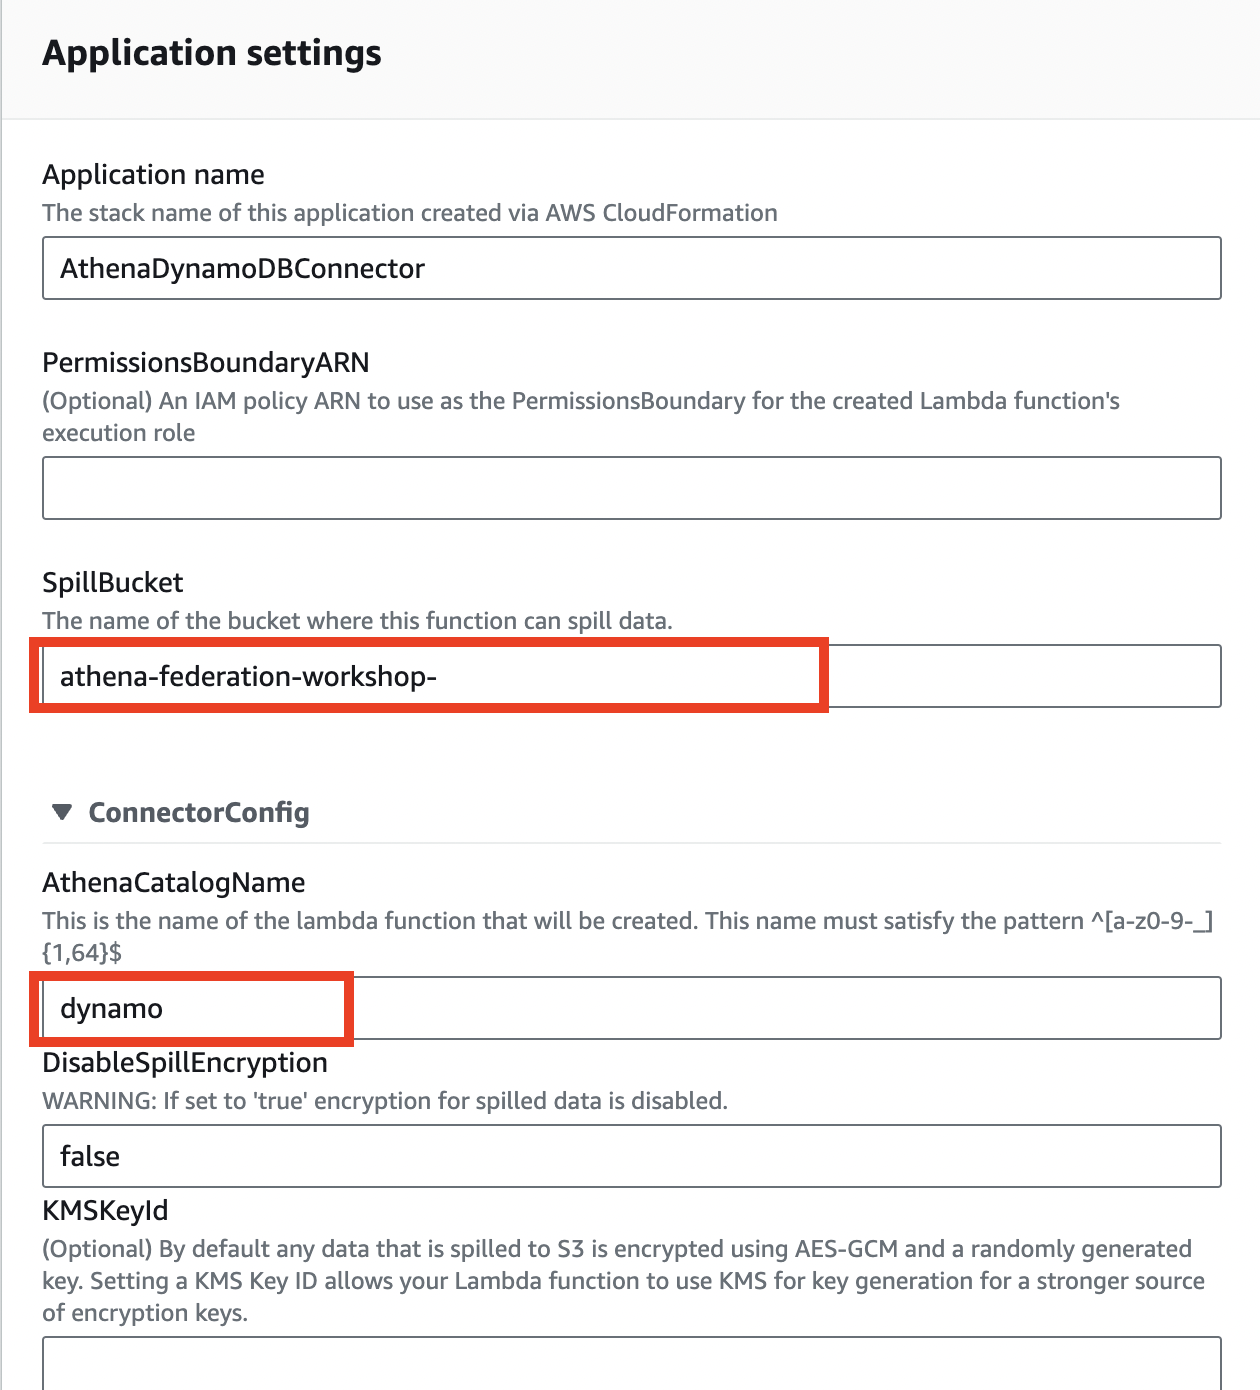 Application settings
Application name
The stack name of this application created via AWS CloudFormation
AthenaDynamoDBConnector
PermissionsBoundaryARN
(Optional) An IAM policy ARN to use as the PermissionsBoundary for the created Lambda function's
execution role
SpillBucket
The name of the bucket where this function can spill data.
athena-federation-workshop-
ConnectorConfig
AthenaCatalogName
This is the name of the lambda function that will be created. This name must satisfy the pattern ^[a-z0-9-_]
{1,64}$
dynamo
DisableSpillEncryption
WARNING: If set to 'true' encryption for spilled data is disabled.
false
KMSKeyId
(Optional) By default any data that is spilled to S3 is encrypted using AES-GCM and a randomly generated
key. Setting a KMS Key ID allows your Lambda function to use KMS for key generation for a stronger source
of encryption keys.